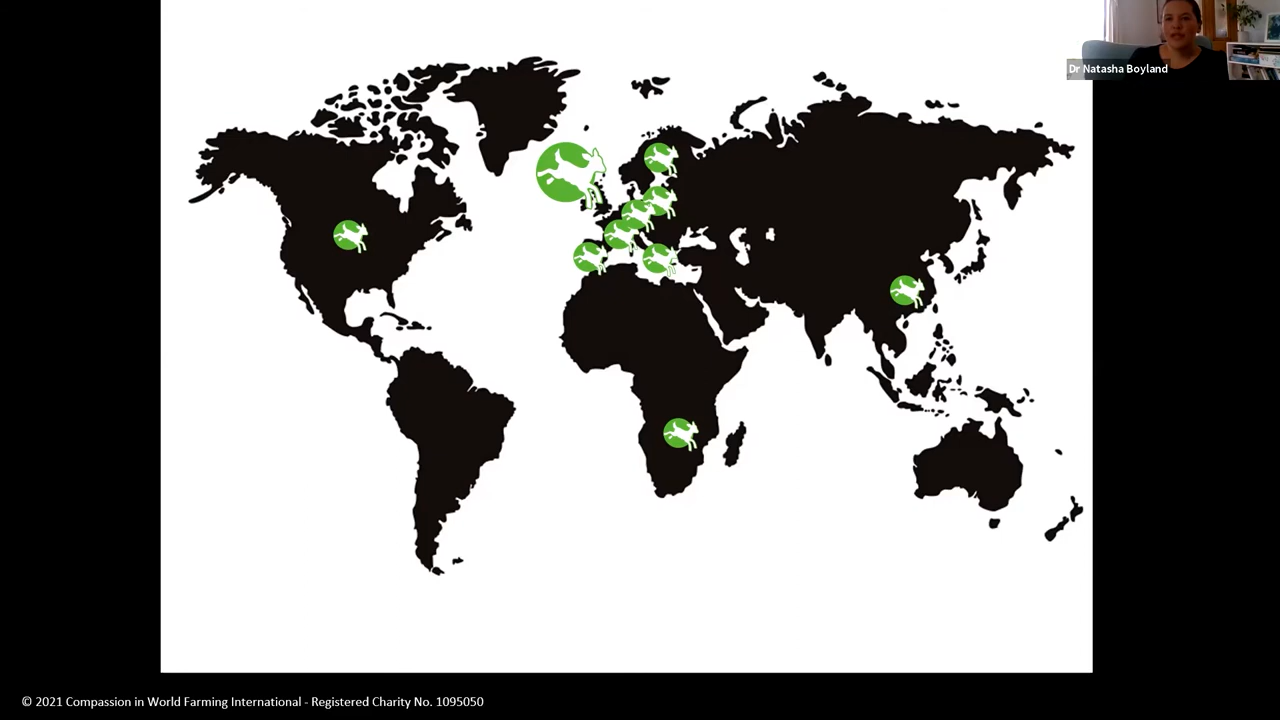 Dr Natasha Boyland
© 2021 Compassion in World Farming International - Registered Charity No. 1095050